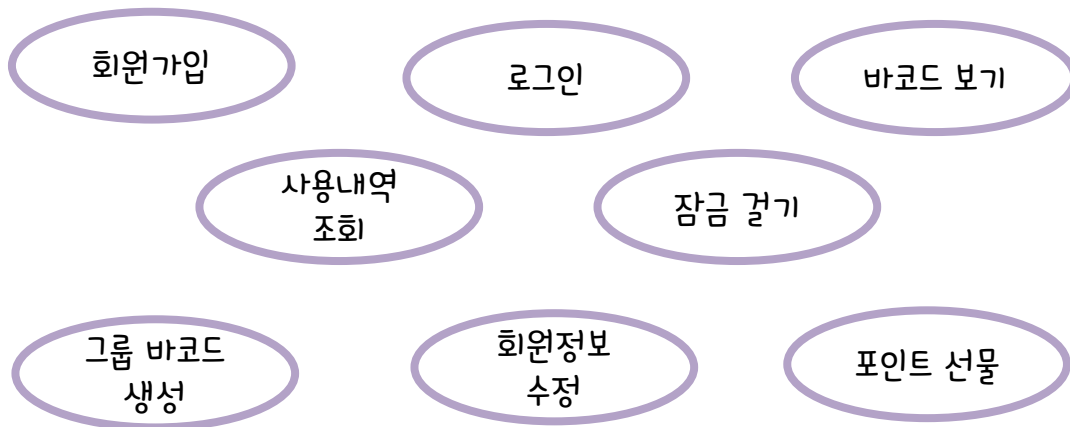 회원가입
로그인
바코드 보기
사용내역
조회
잠금 걸기
그룹 바코드
생성
회원정보
수정
포인트 선물